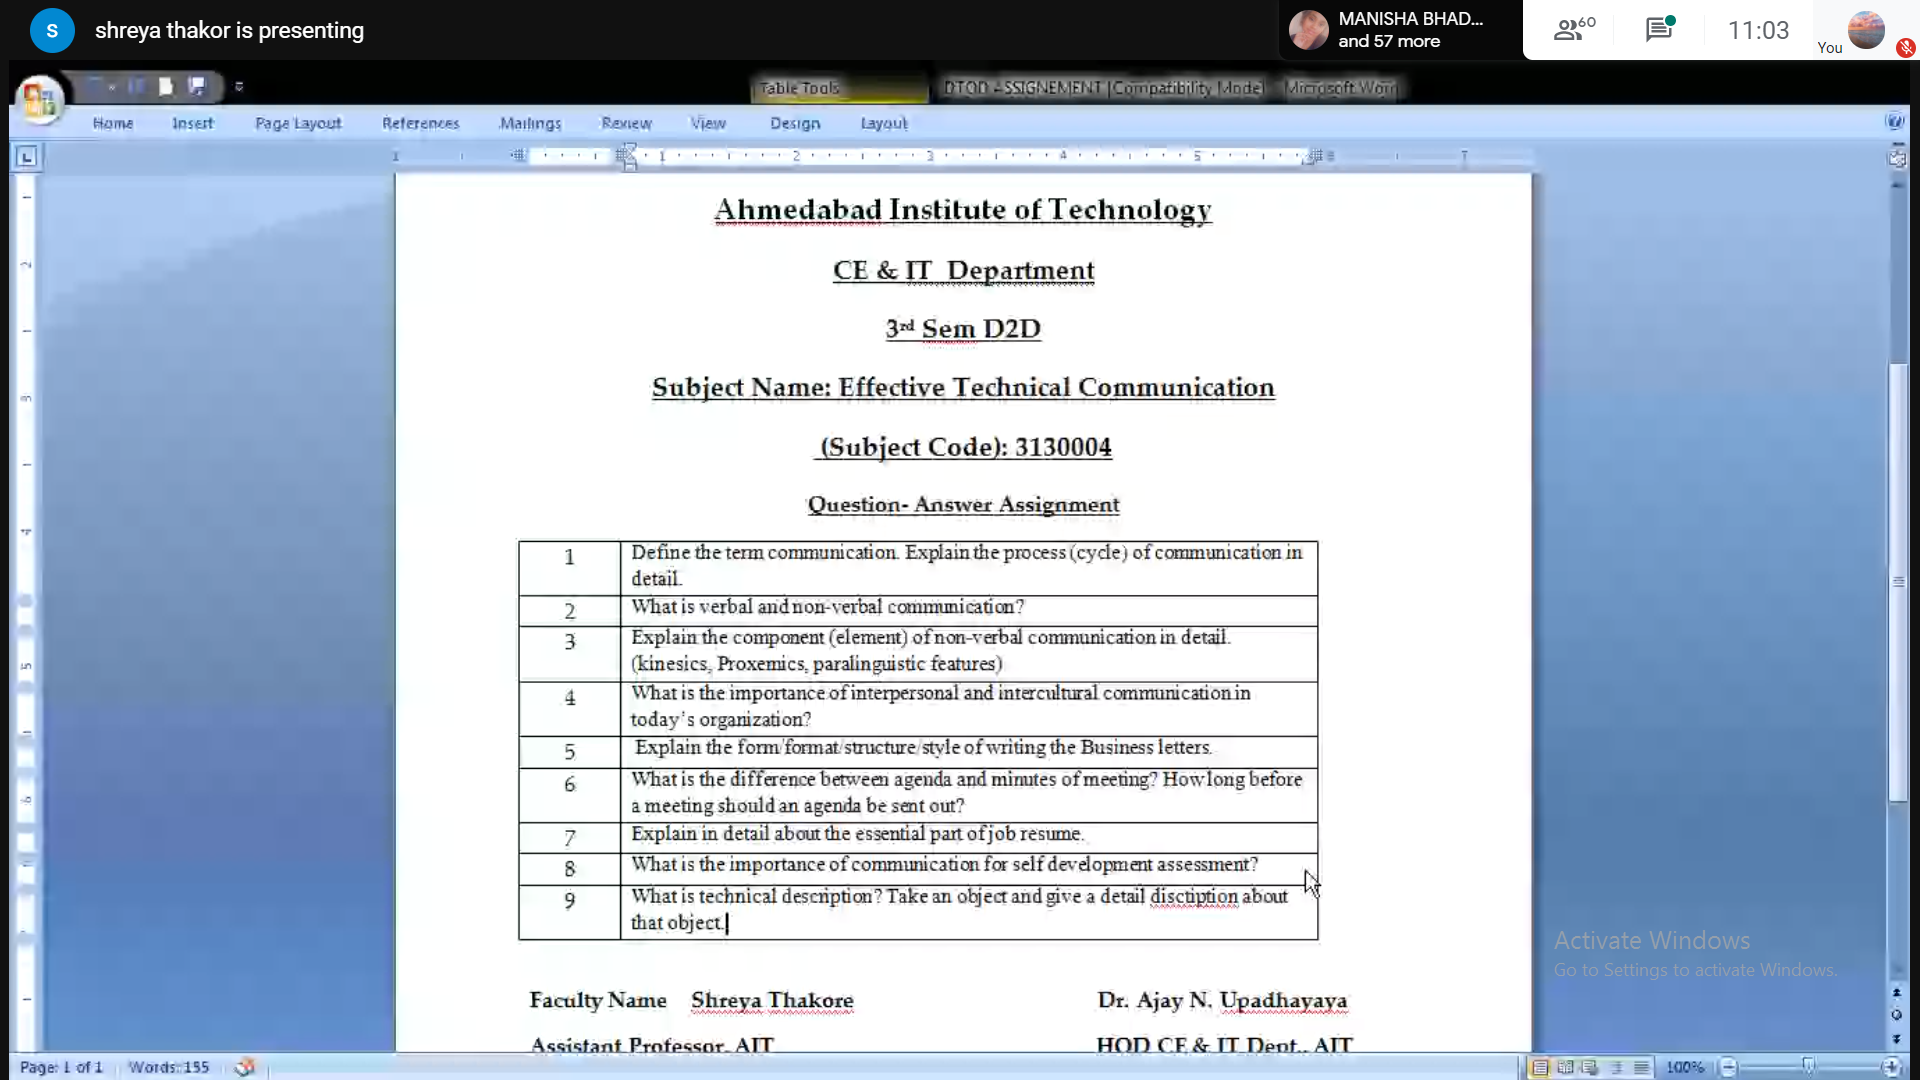 S shreya thakor is presenting
MANISHA BHAD...
and 57 more
60
11:03
You
Table Tools
DTOD ASSIGNEMENT [Compatibility Mode] - Microsoft Word
Home Insert Page Layout References Mailings Review View Design Layout
Ahmedabad Institute of Technology
CE & IT Department
3rd Sem D2D
Subject Name: Effective Technical Communication
(Subject Code): 3130004
Question- Answer Assignment
1 Define the term communication. Explain the process (cycle) of communication in
detail.
2 What is verbal and non-verbal communication?
3 Explain the component (element) of non-verbal communication in detail.
(kinesics, Proxemics, paralinguistic features)
4 What is the importance of interpersonal and intercultural communication in
today's organization?
5 Explain the form/format/structure/style of writing the Business letters.
6 What is the difference between agenda and minutes of meeting? How long before
a meeting should an agenda be sent out?
7 Explain in detail about the essential part of job resume.
8 What is the importance of communication for self development assessment?
9 What is technical description? Take an object and give a detail disctiption about
that object.
Activate Windows
Go to Settings to activate Windows.
Faculty Name Shreya Thakore Dr. Ajay N. Upadhayaya
Assistant Professor, AIT HOD CE & IT Dept., AIT
Page: 1 of 1 Words: 155 100%